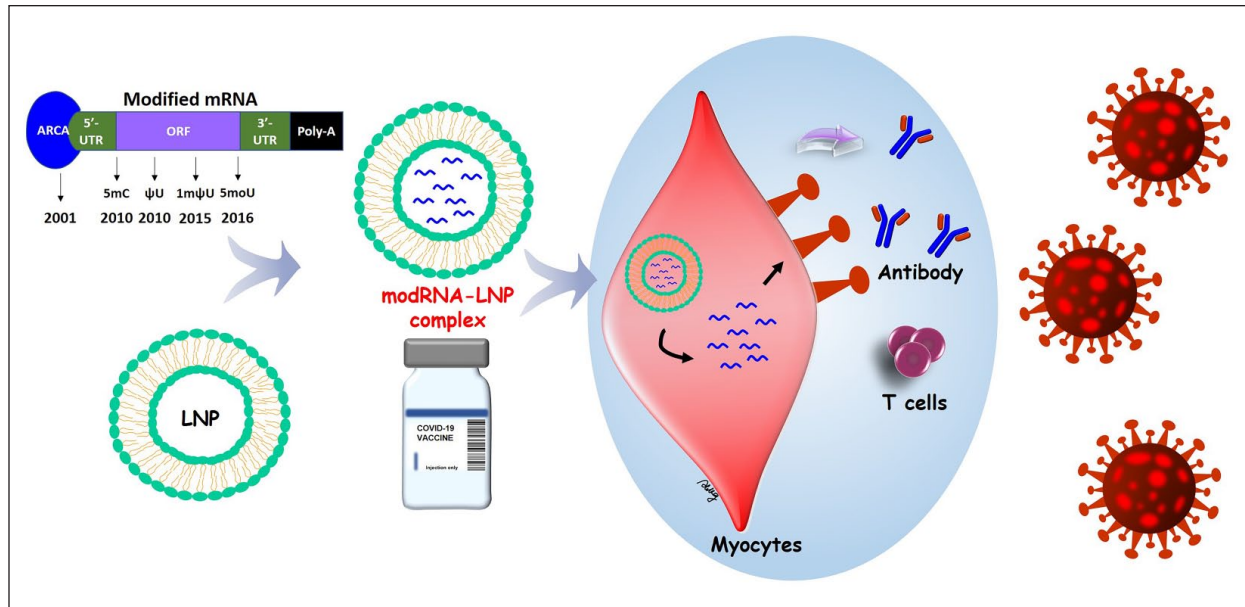 Modified mRNA
ARCA
5’-
UTR
ORF
3’-
UTR
Poly-A
5mC ψU 1mψU 5moU
2001 2010 2010 2015 2016
LNP
modRNA-LNP
complex
COVID-19
VACCINE
Injection only
Antibody
T cells
Myocytes